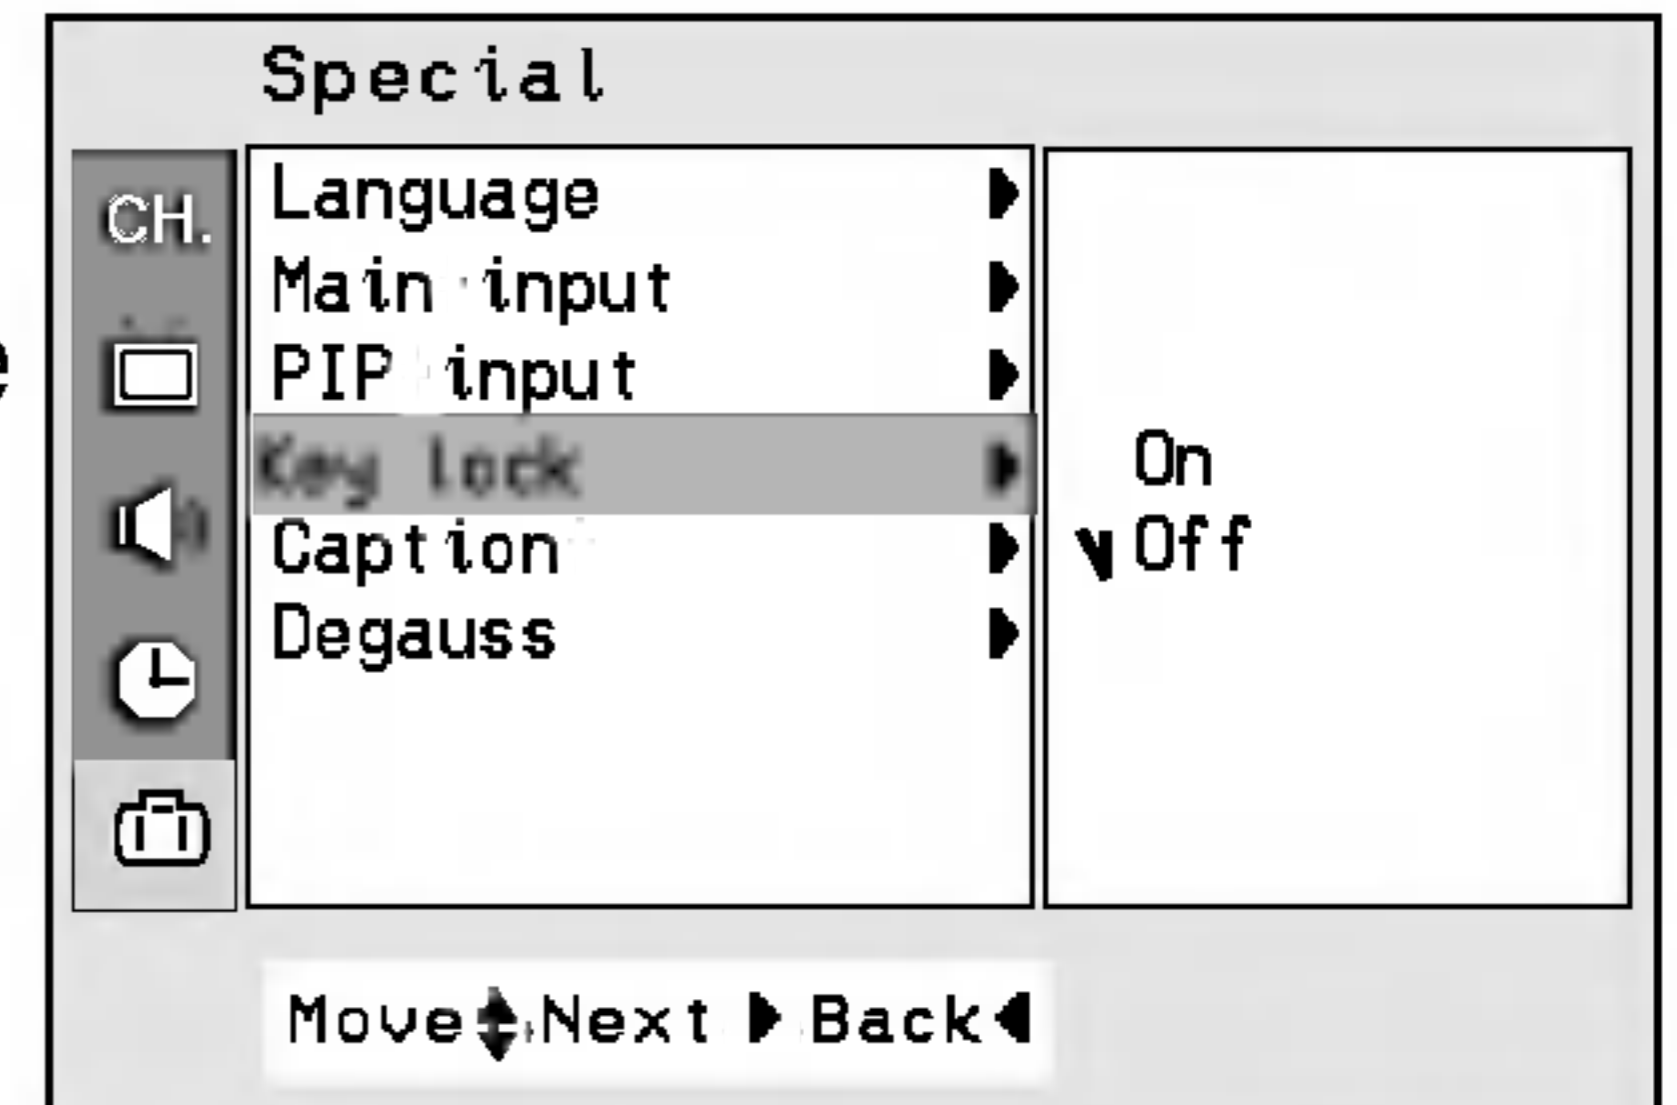 Special
CH.
Language
Main input
PIP input
Key lock
On
Caption
Off
Degauss
Move Next Back